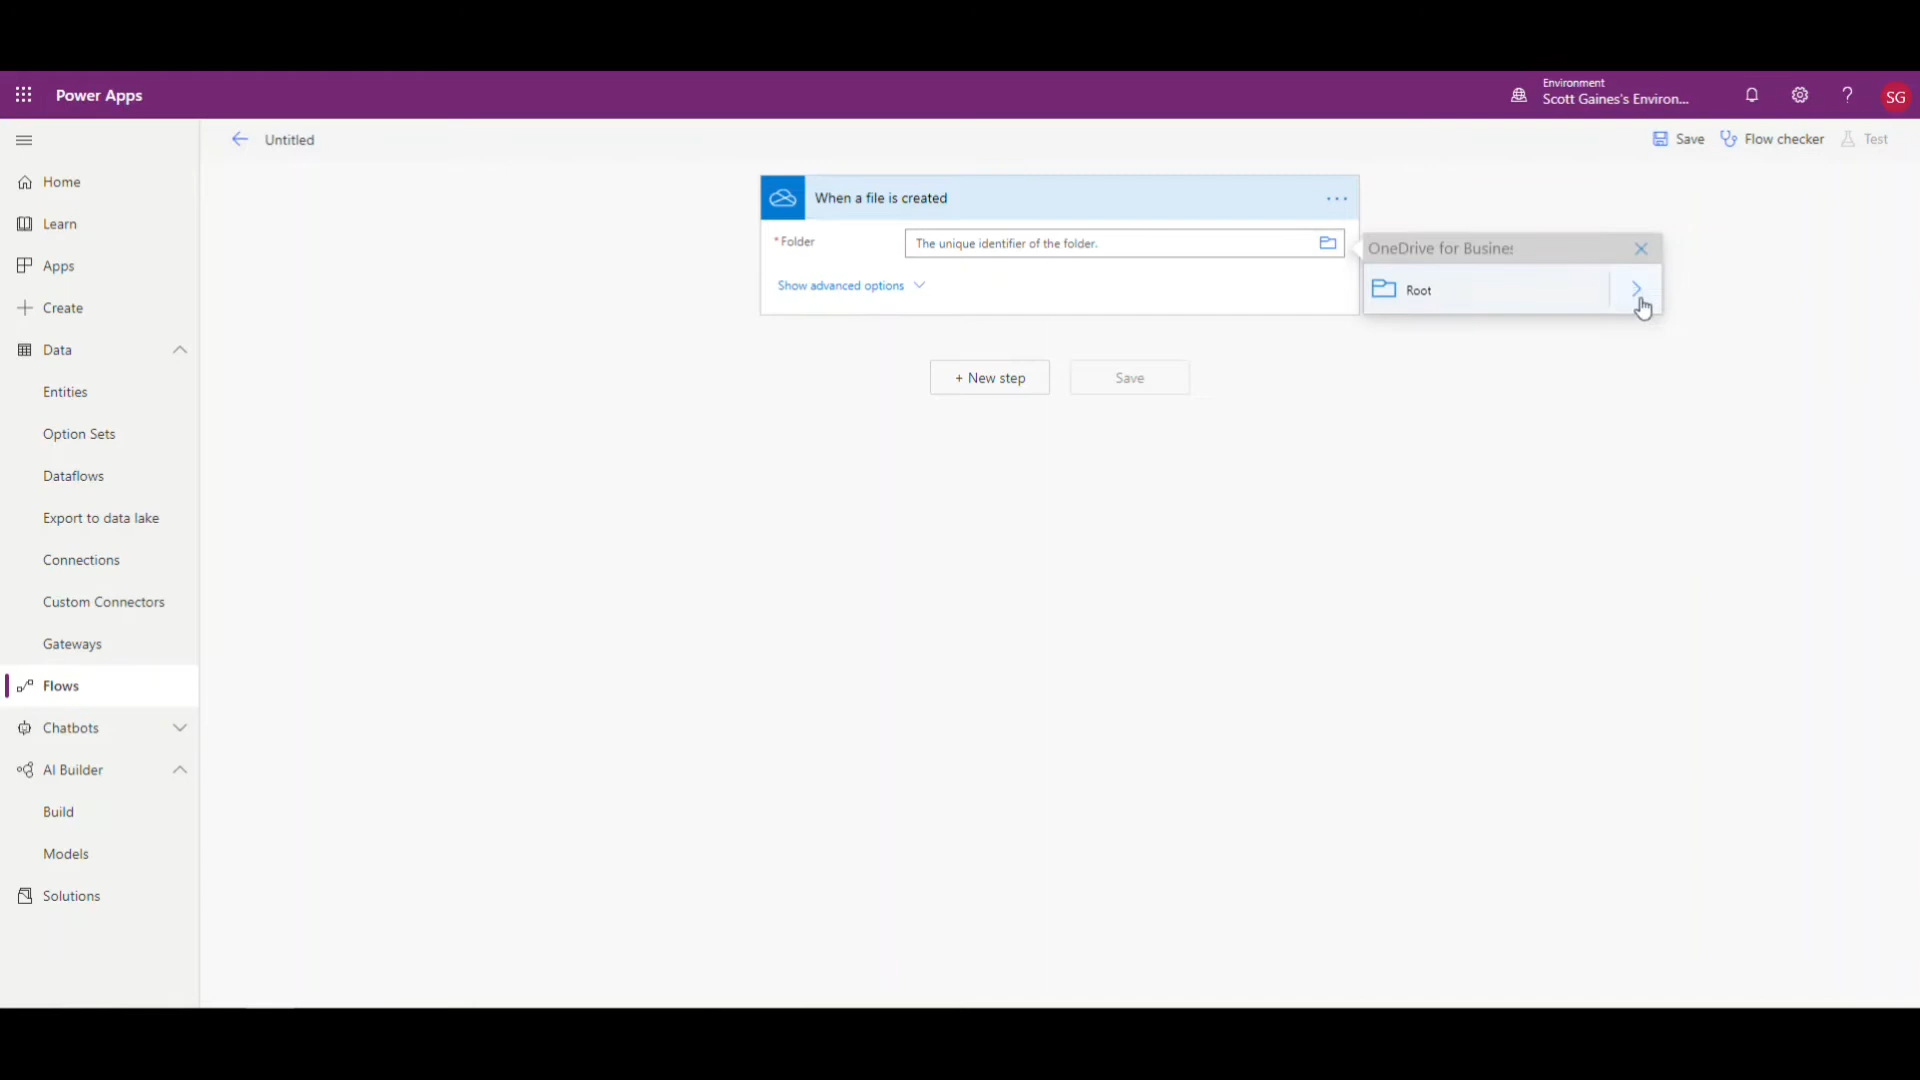 Power Apps
Environment
Scott Gaines's Environ...
?
SG
Untitled
Save
Flow checker
Test
Home
Learn
Apps
Create
Data
Entities
Option Sets
Dataflows
Export to data lake
Connections
Custom Connectors
Gateways
Flows
Chatbots
AI Builder
Build
Models
Solutions
When a file is created
...
* Folder
The unique identifier of the folder.
Show advanced options
OneDrive for Busines
Root
+ New step
Save